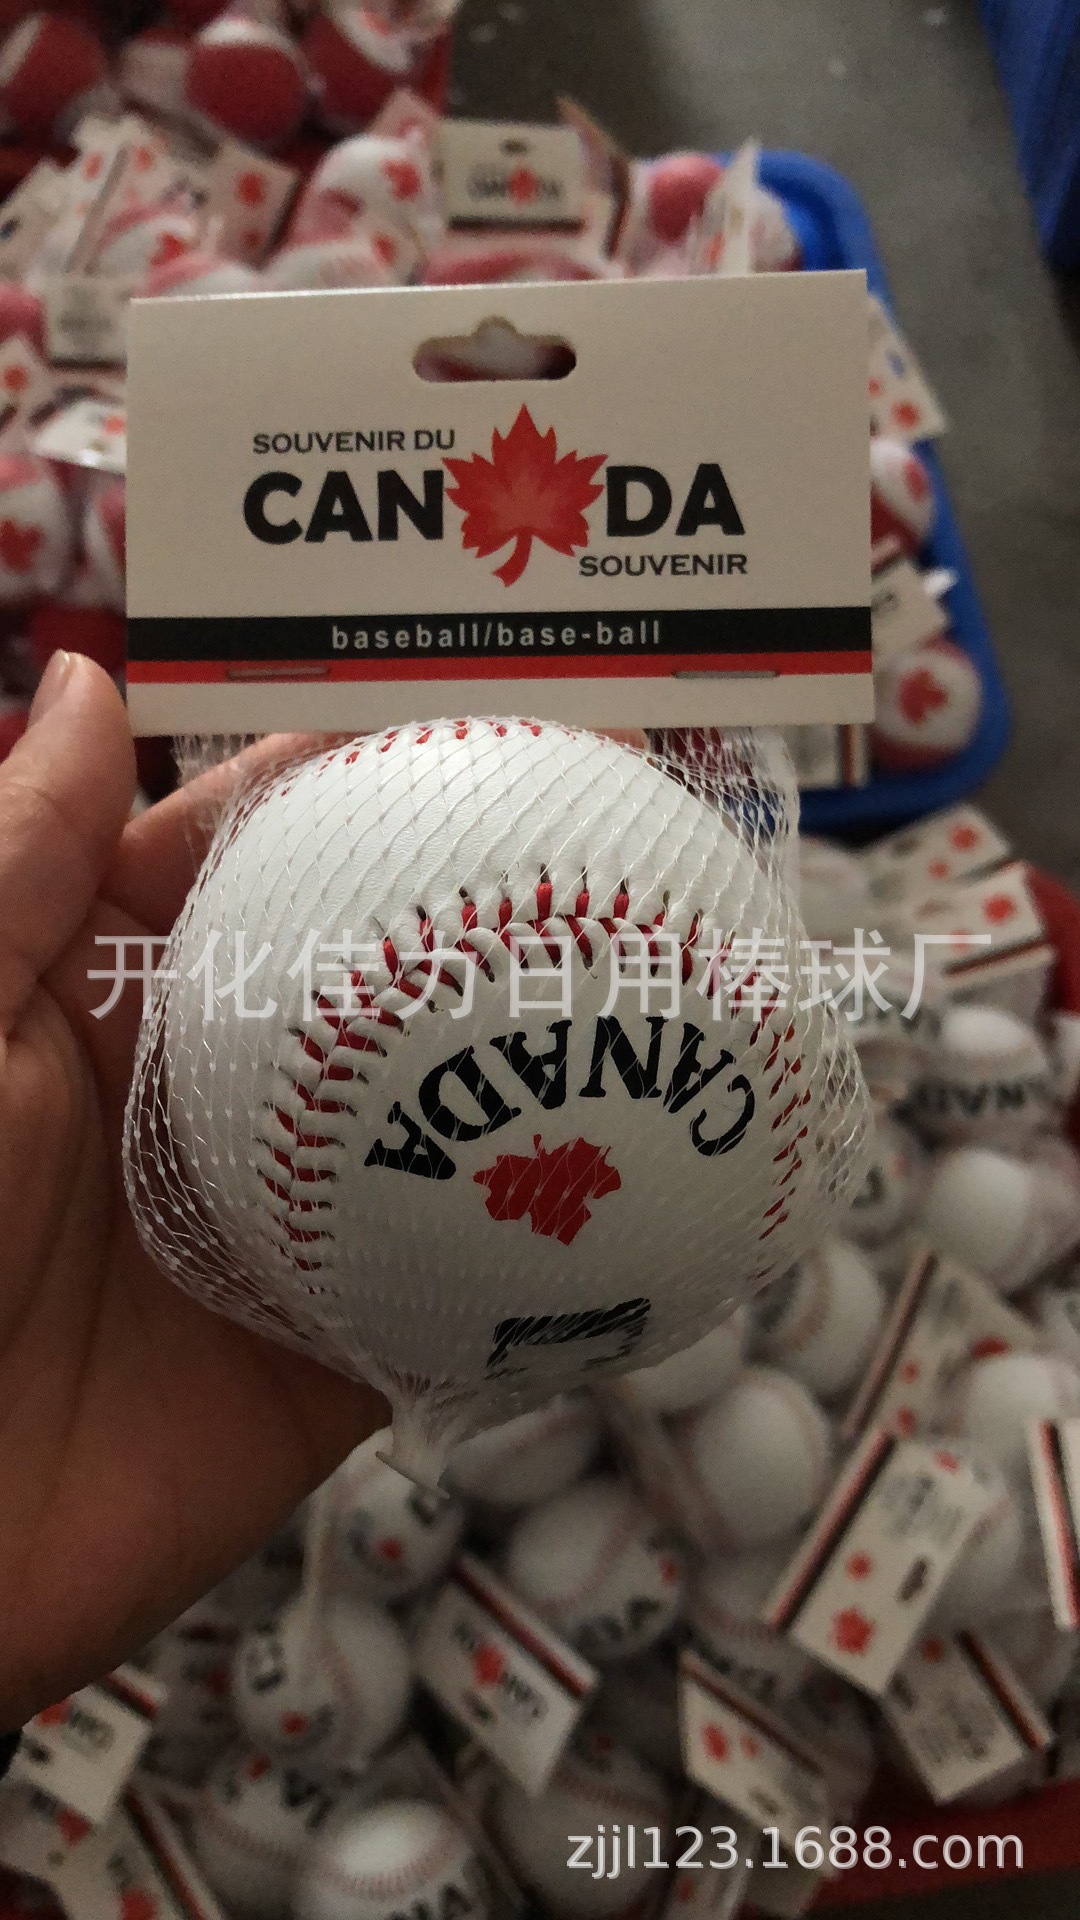 SOUVENIR DU
CANADA
SOUVENIR
baseball/base-ball
开化佳力日用棒球厂
CANADA
zjjl123.1688.com